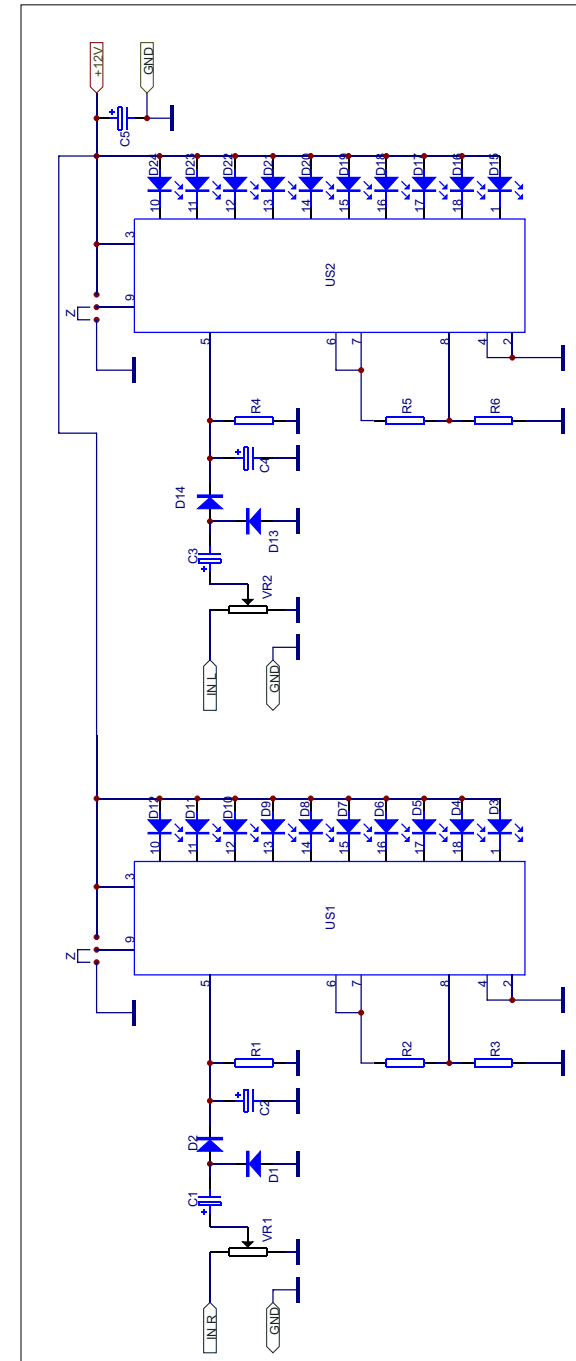 +12V
GND
C5
D24 D23 D22 D21 D20 D19 D18 D17 D16 D15
10 11 12 13 14 15 16 17 18 1
3
9
Z
US2
5
6
7
8
4
2
R4
C4
D14
D13
C3
VR2
IN L
GND
R5
R6
D12 D11 D10 D9 D8 D7 D6 D5 D4 D3
10 11 12 13 14 15 16 17 18 1
3
9
Z
US1
5
6
7
8
4
2
R1
C2
D2
D1
C1
VR1
IN R
GND
R2
R3